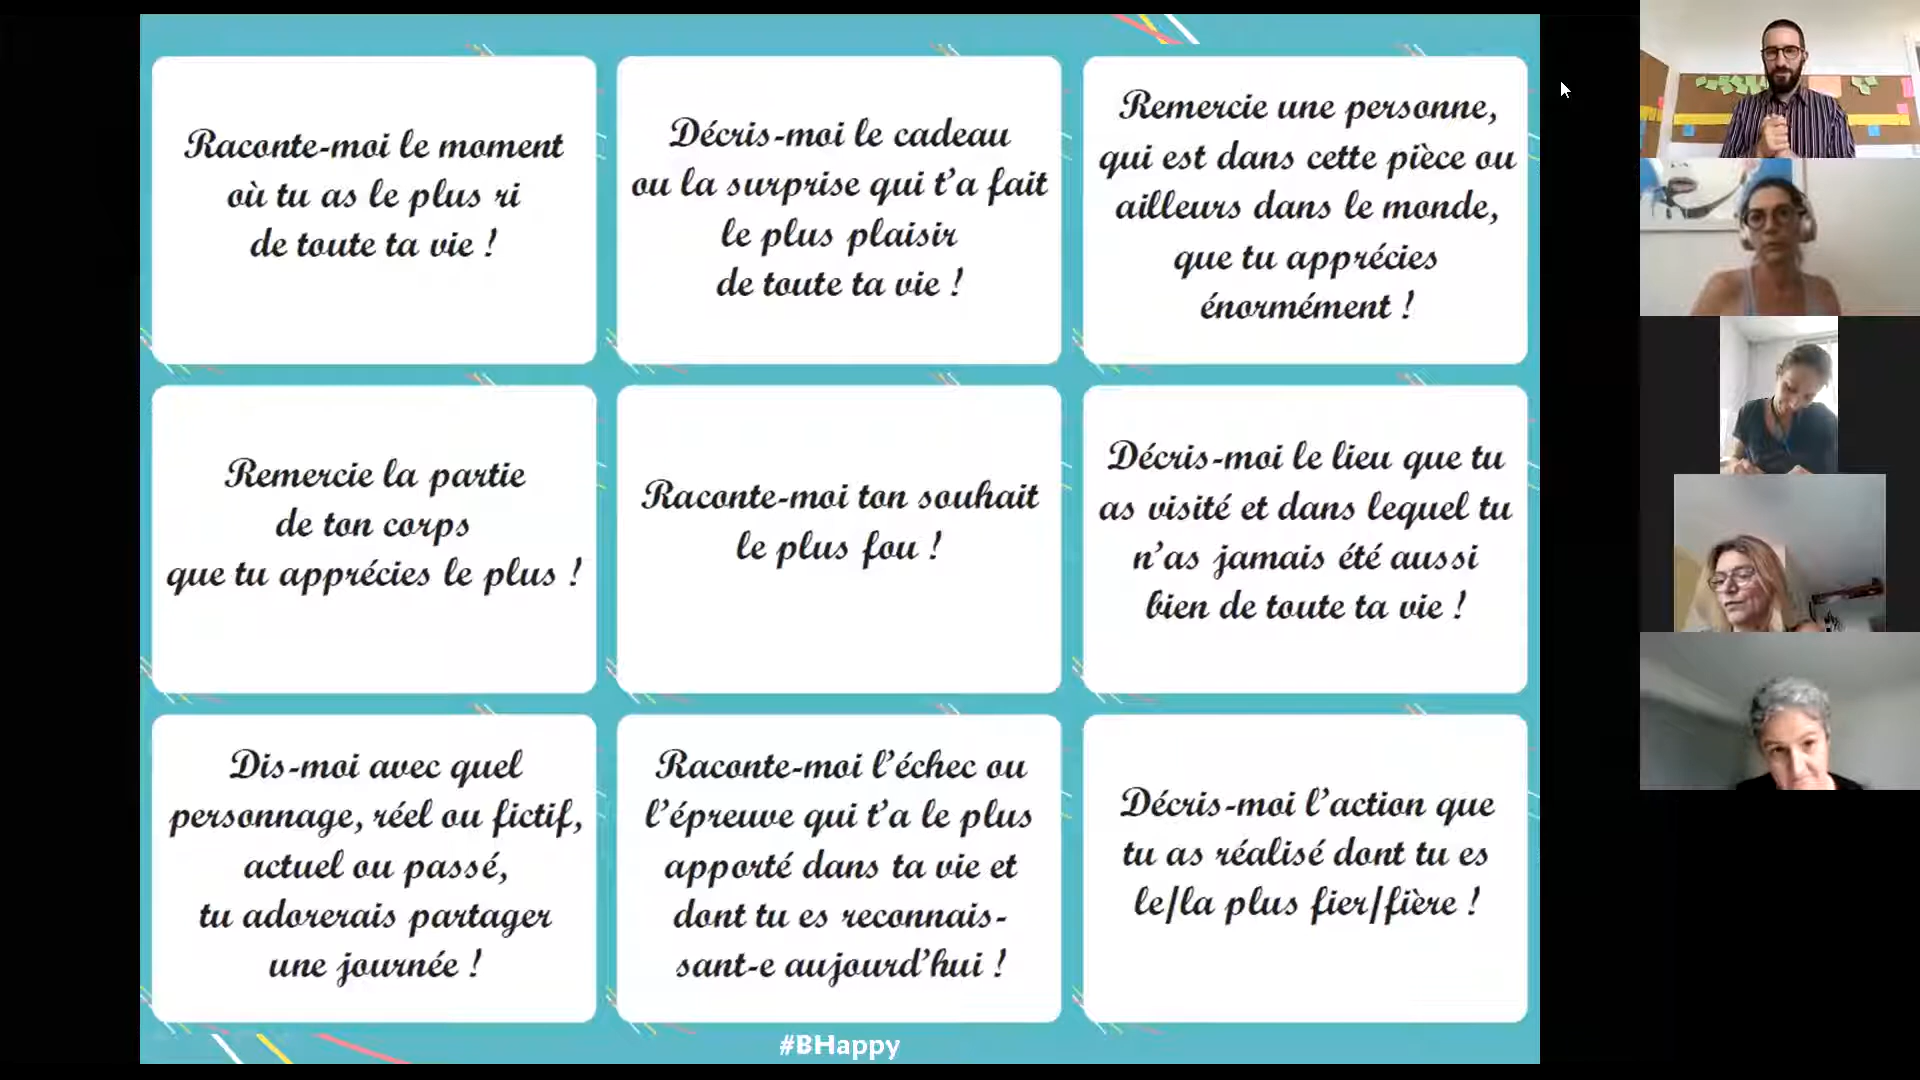 Raconte-moi le moment
où tu as le plus ri
de toute ta vie !
Décris-moi le cadeau
ou la surprise qui t'a fait
le plus plaisir
de toute ta vie !
Remercie une personne,
qui est dans cette pièce ou
ailleurs dans le monde,
que tu apprécies
énormément !
Remercie la partie
de ton corps
que tu apprécies le plus !
Raconte-moi ton souhait
le plus fou !
Décris-moi le lieu que tu
as visité et dans lequel tu
n'as jamais été aussi
bien de toute ta vie !
Dis-moi avec quel
personnage, réel ou fictif,
actuel ou passé,
tu adorerais partager
une journée !
Raconte-moi l'échec ou
l'épreuve qui t'a le plus
apporté dans ta vie et
dont tu es reconnais-
sant-e aujourd'hui !
Décris-moi l'action que
tu as réalisé dont tu es
le/la plus fier/fière !
#BHappy